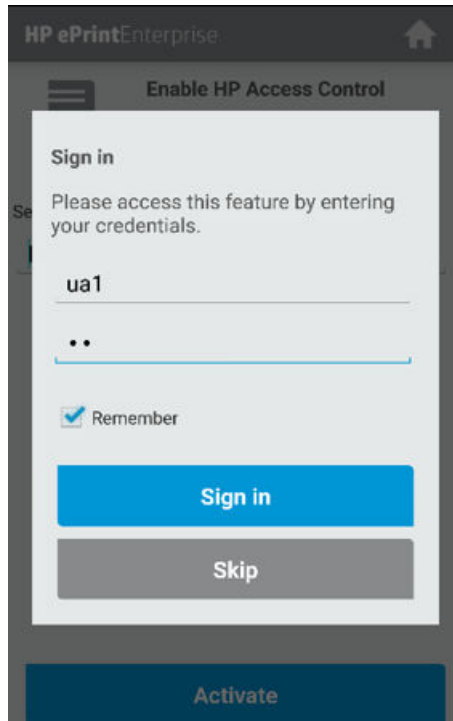 HP ePrintEnterprise
Enable HP Access Control
Sign in
Please access this feature by entering
your credentials.
ua1
••
Remember
Sign in
Skip
Activate